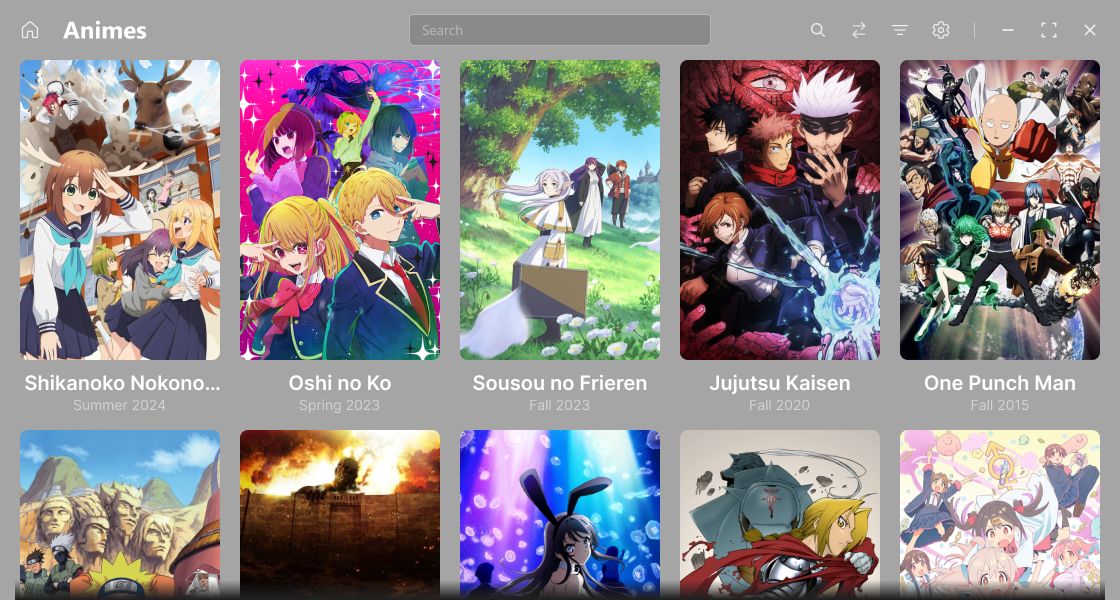 Animes
Search
Shikanoko Nokono...
Oshi no Ko
Sousou no Frieren
Jujutsu Kaisen
One Punch Man
Summer 2024
Spring 2023
Fall 2023
Fall 2020
Fall 2015